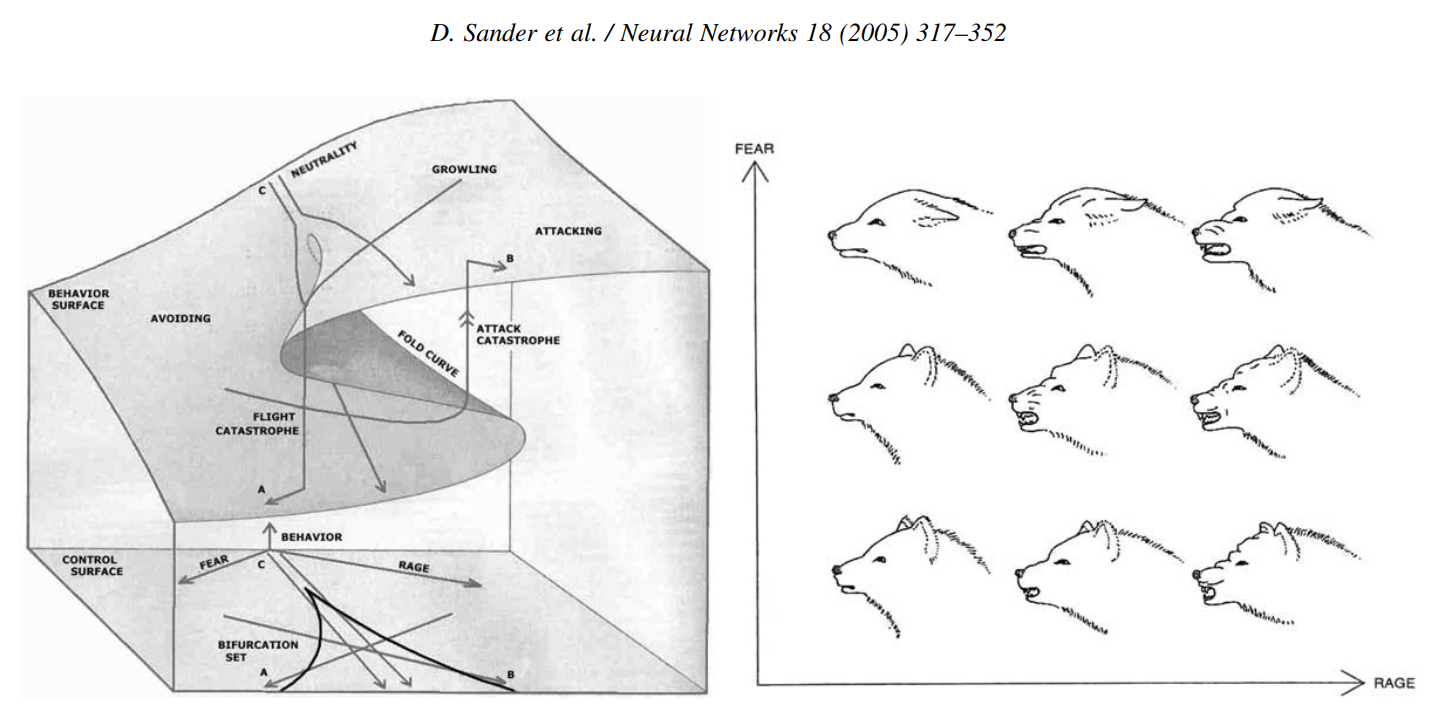 D. Sander et al. / Neural Networks 18 (2005) 317–352
NEUTRALITY
C
GROWLING
ATTACKING
B
BEHAVIOR
SURFACE
AVOIDING
ATTACK
CATASTROPHE
FOLD CURVE
FLIGHT
CATASTROPHE
A
BEHAVIOR
CONTROL
SURFACE
FEAR
C
RAGE
BIFURCATION
SET
A
B
FEAR
RAGE